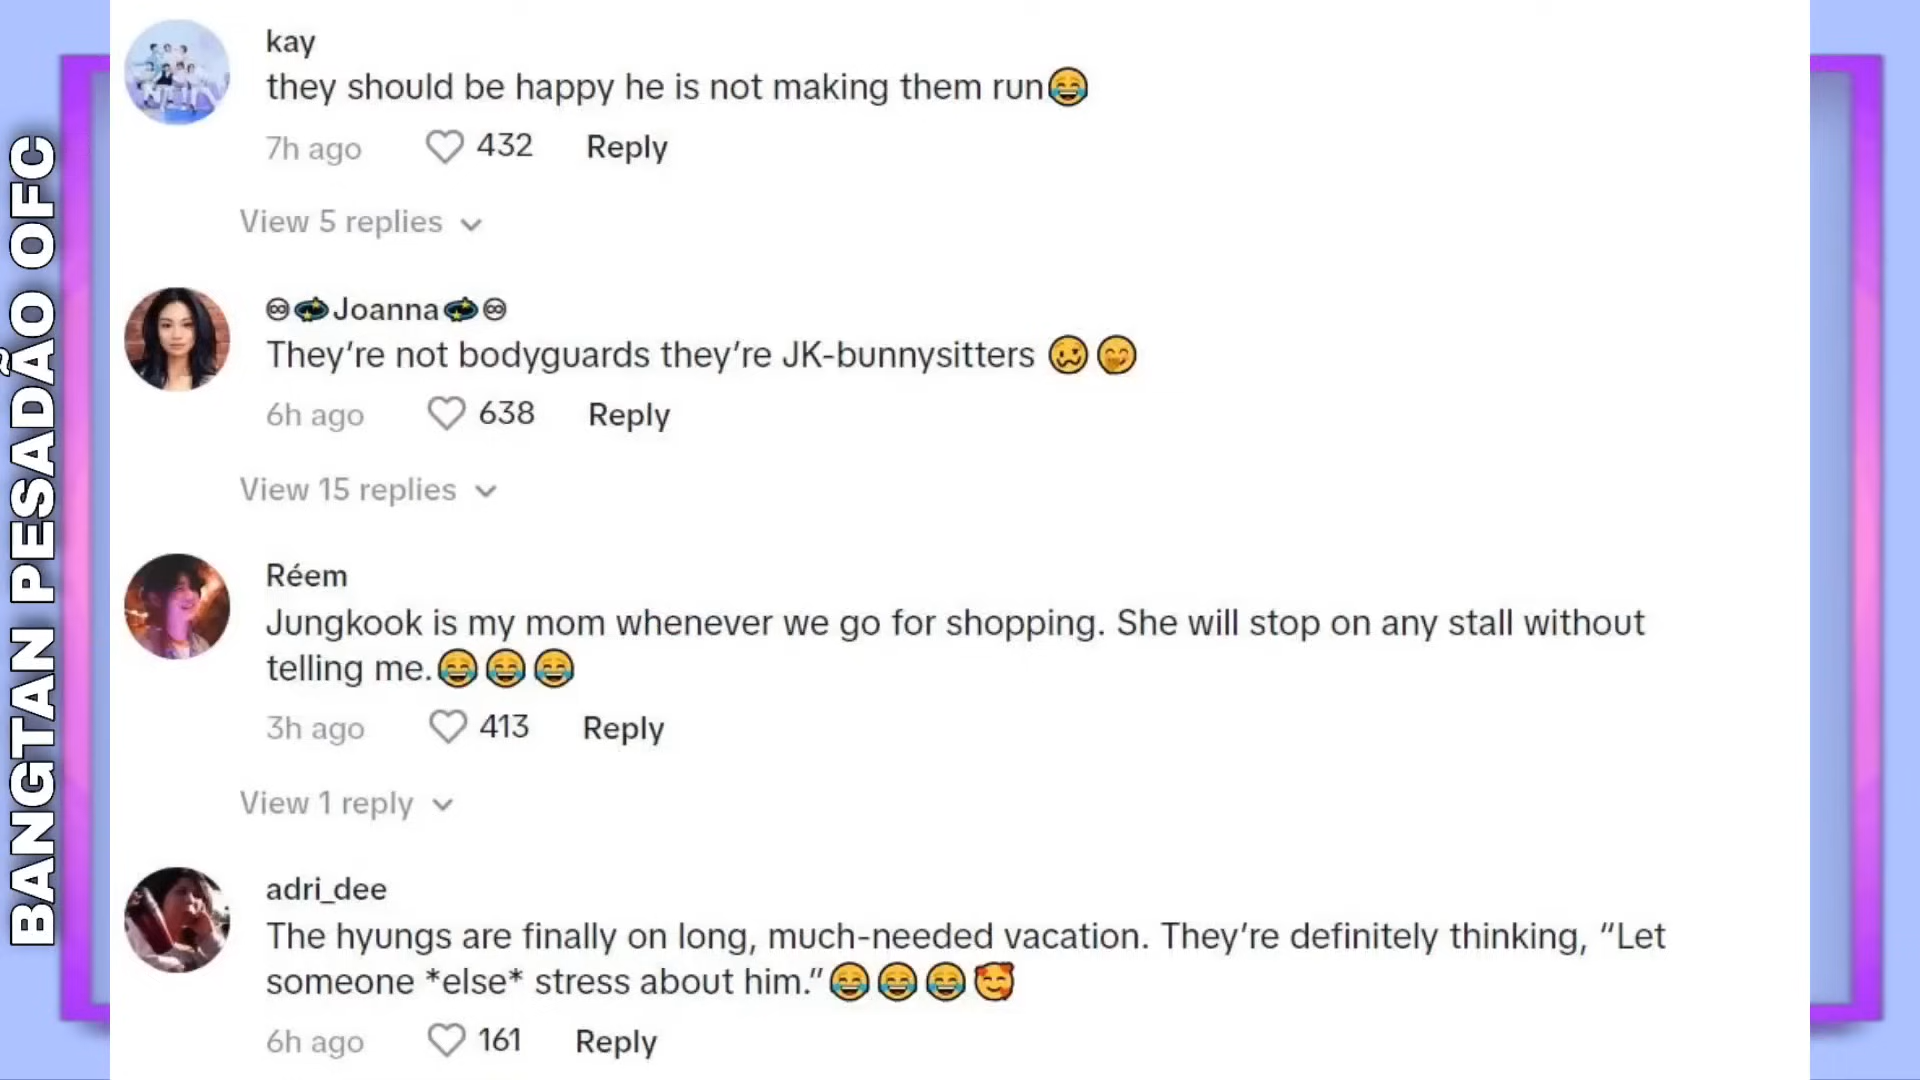 BANGTAN PESADÃO OFC
kay
they should be happy he is not making them run😂
7h ago 432 Reply
View 5 replies
♾💫Joanna💫♾
They’re not bodyguards they’re JK-bunnysitters 🥴🤭
6h ago 638 Reply
View 15 replies
Réem
Jungkook is my mom whenever we go for shopping. She will stop on any stall without
telling me.😂😂😂
3h ago 413 Reply
View 1 reply
adri_dee
The hyungs are finally on long, much-needed vacation. They’re definitely thinking, “Let
someone *else* stress about him.”😂😂😂🥰
6h ago 161 Reply